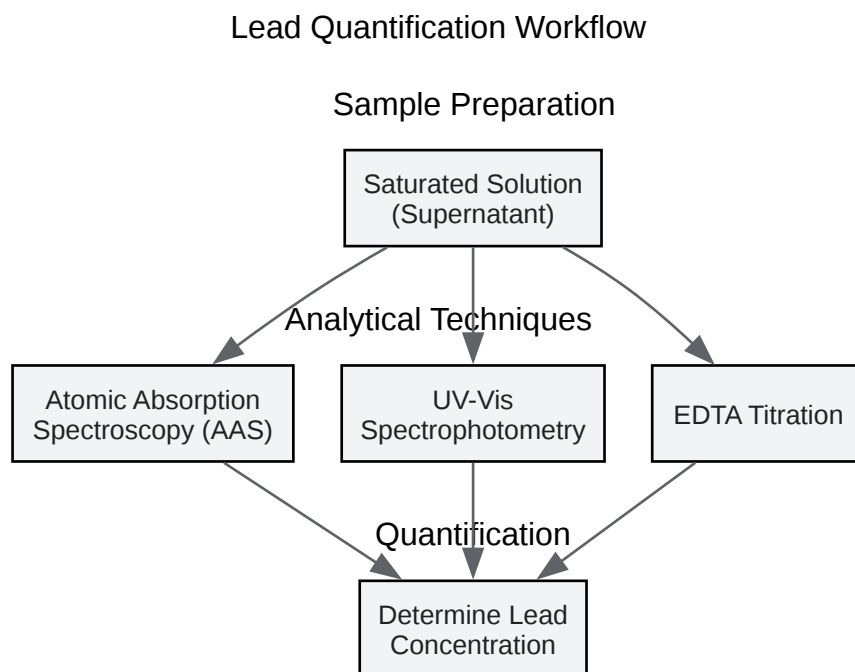 Lead Quantification Workflow
Sample Preparation
Saturated Solution
(Supernatant)
Analytical Techniques
Atomic Absorption
Spectroscopy (AAS)
UV-Vis
Spectrophotometry
EDTA Titration
Quantification
Determine Lead
Concentration